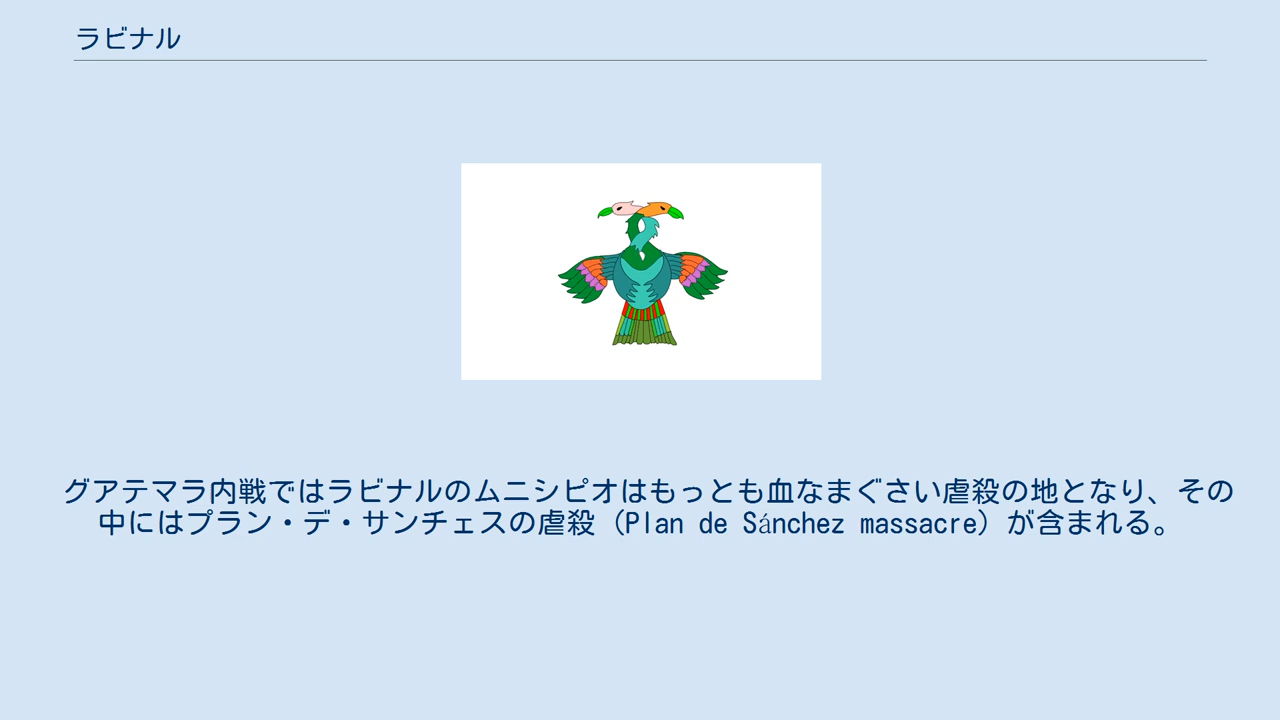 ラビナル
グアテマラ内戦ではラビナルのムニシピオはもっとも血なまぐさい虐殺の地となり、その
中にはプラン・デ・サンチェスの虐殺（Plan de Sánchez massacre）が含まれる。